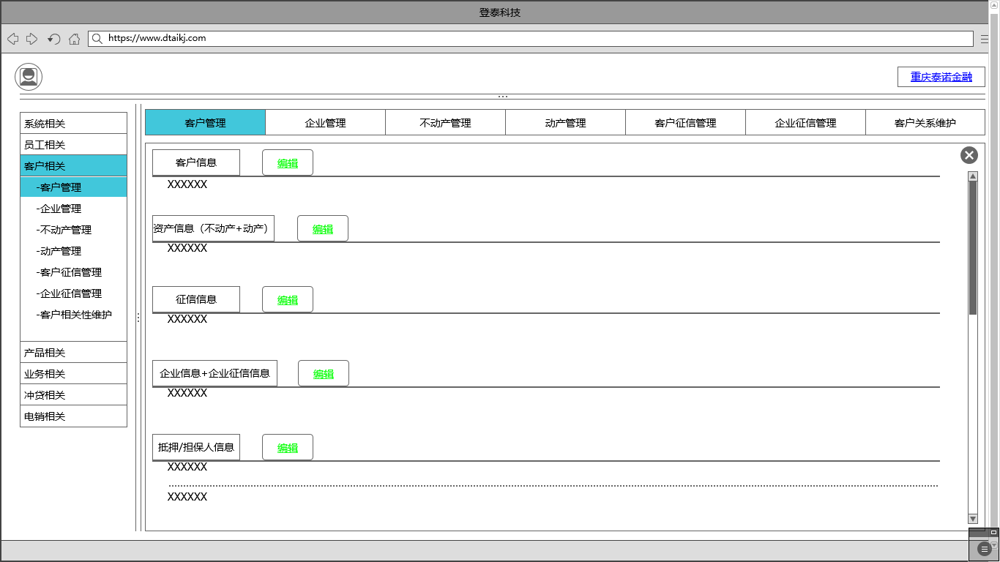 登泰科技
https://www.dtaikj.com
重庆泰诺金融
系统相关
员工相关
客户相关
-客户管理
-企业管理
-不动产管理
-动产管理
-客户征信管理
-企业征信管理
-客户相关性维护
产品相关
业务相关
冲贷相关
电销相关
客户管理 企业管理 不动产管理 动产管理 客户征信管理 企业征信管理 客户关系维护
客户信息 编辑
XXXXXX
资产信息（不动产+动产） 编辑
XXXXXX
征信信息 编辑
XXXXXX
企业信息+企业征信信息 编辑
XXXXXX
抵押/担保人信息 编辑
XXXXXX
XXXXXX